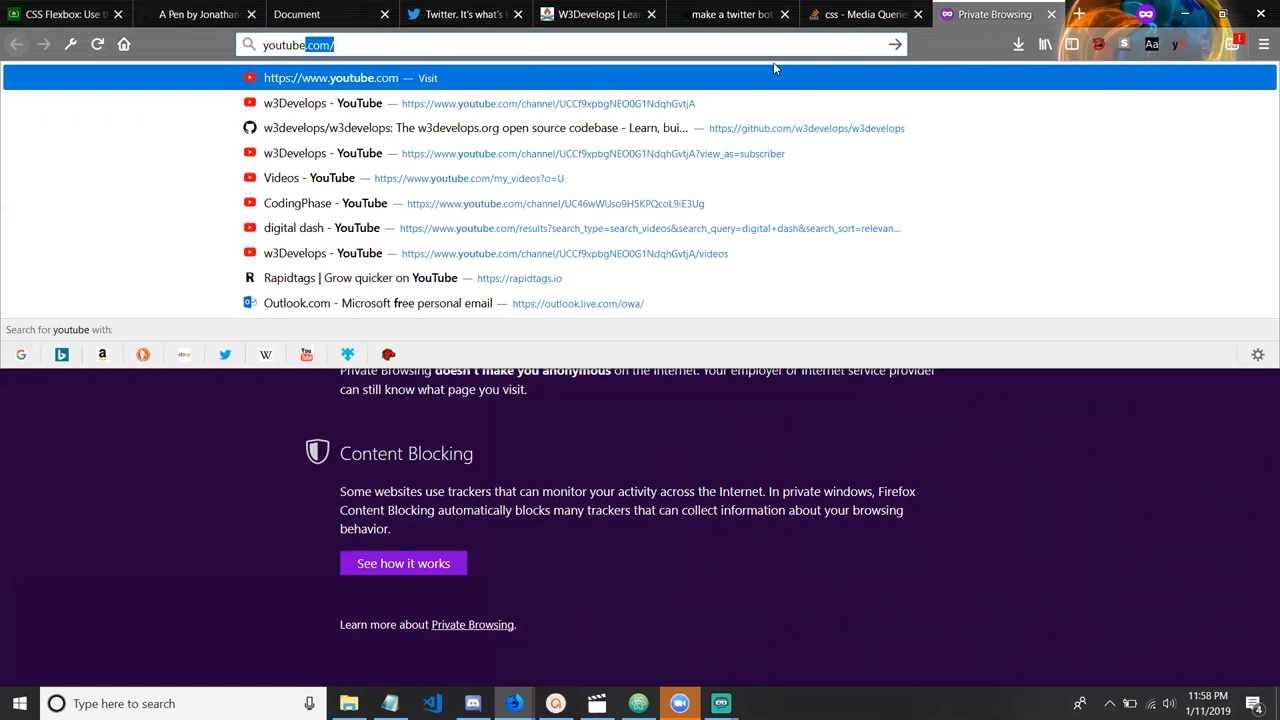 CSS Flexbox: Use th
A Pen by Jonathan
Document
Twitter. It's what's
W3Develops | Lear
make a twitter bot
css - Media Querie
Private Browsing
youtube.com/
Aa
https://www.youtube.com — Visit
w3Develops - YouTube — https://www.youtube.com/channel/UCCf9xpbgNEO0G1NdqhGvtjA
w3develops/w3develops: The w3develops.org open source codebase - Learn, bui... — https://github.com/w3develops/w3develops
w3Develops - YouTube — https://www.youtube.com/channel/UCCf9xpbgNEO0G1NdqhGvtjA?view_as=subscriber
Videos - YouTube — https://www.youtube.com/my_videos?o=U
CodingPhase - YouTube — https://www.youtube.com/channel/UC46wWUso9H5KPQcoL9iE3Ug
digital dash - YouTube — https://www.youtube.com/results?search_type=search_videos&search_query=digital+dash&search_sort=relevan...
w3Develops - YouTube — https://www.youtube.com/channel/UCCf9xpbgNEO0G1NdqhGvtjA/videos
Rapidtags | Grow quicker on YouTube — https://rapidtags.io
Outlook.com - Microsoft free personal email — https://outlook.live.com/owa/
Search for youtube with:
Private Browsing doesn't make you anonymous on the Internet. Your employer or Internet service provider
can still know what page you visit.
Content Blocking
Some websites use trackers that can monitor your activity across the Internet. In private windows, Firefox
Content Blocking automatically blocks many trackers that can collect information about your browsing
behavior.
See how it works
Learn more about Private Browsing.
Type here to search
11:58 PM
1/11/2019
4